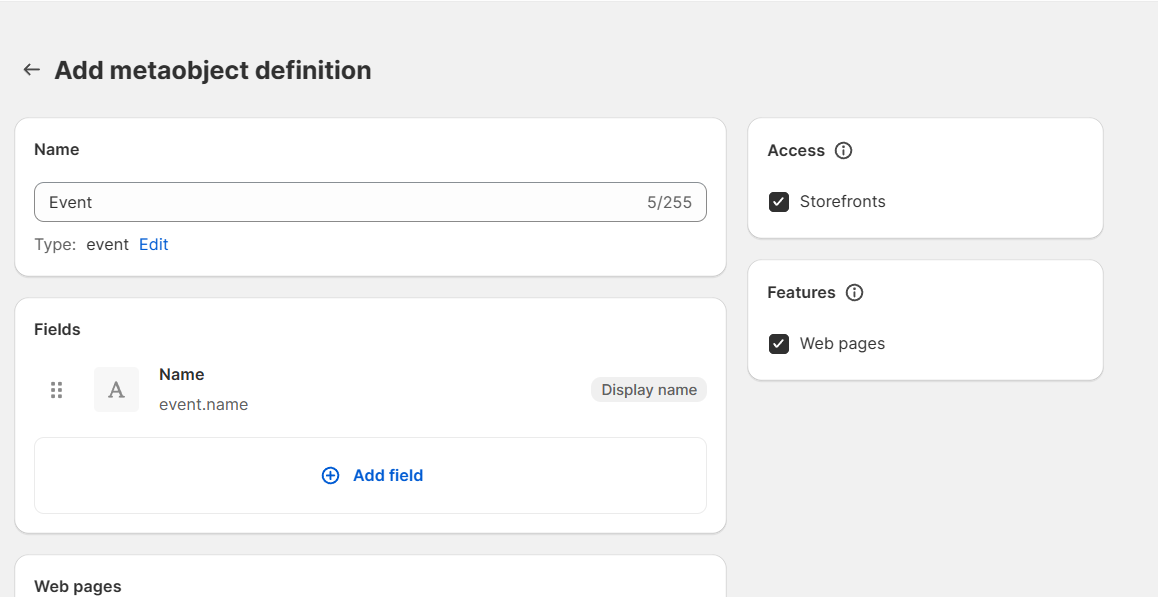 Add metaobject definition
Name
Event 5/255
Type: event Edit
Fields
A
Name
event.name
Display name
Add field
Web pages
Access
Storefronts
Features
Web pages